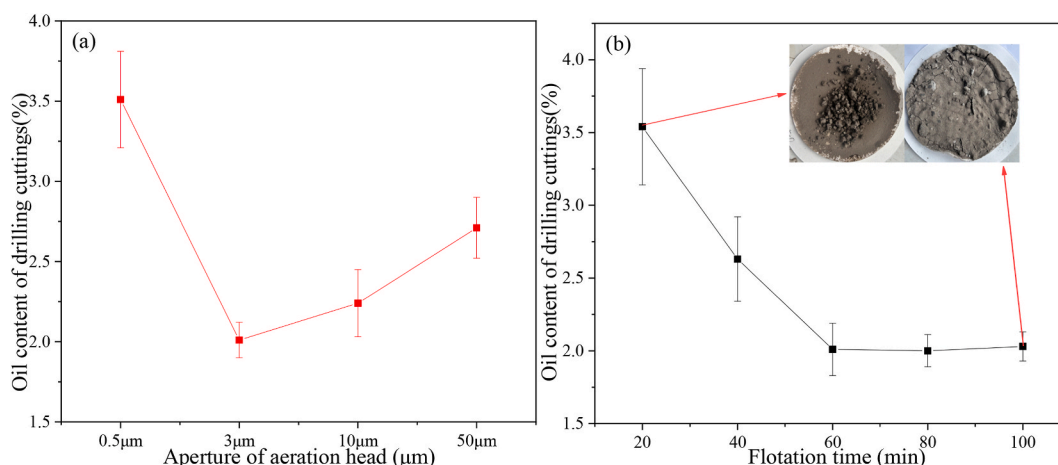 (a)
Oil content of drilling cuttings(%)
4.0
3.5
3.0
2.5
2.0
1.5
0.5μm
3μm
10μm
50μm
Aperture of aeration head (μm)
(b)
Oil content of drilling cuttings(%)
4.0
3.5
3.0
2.5
2.0
1.5
20
40
60
80
100
Flotation time (min)